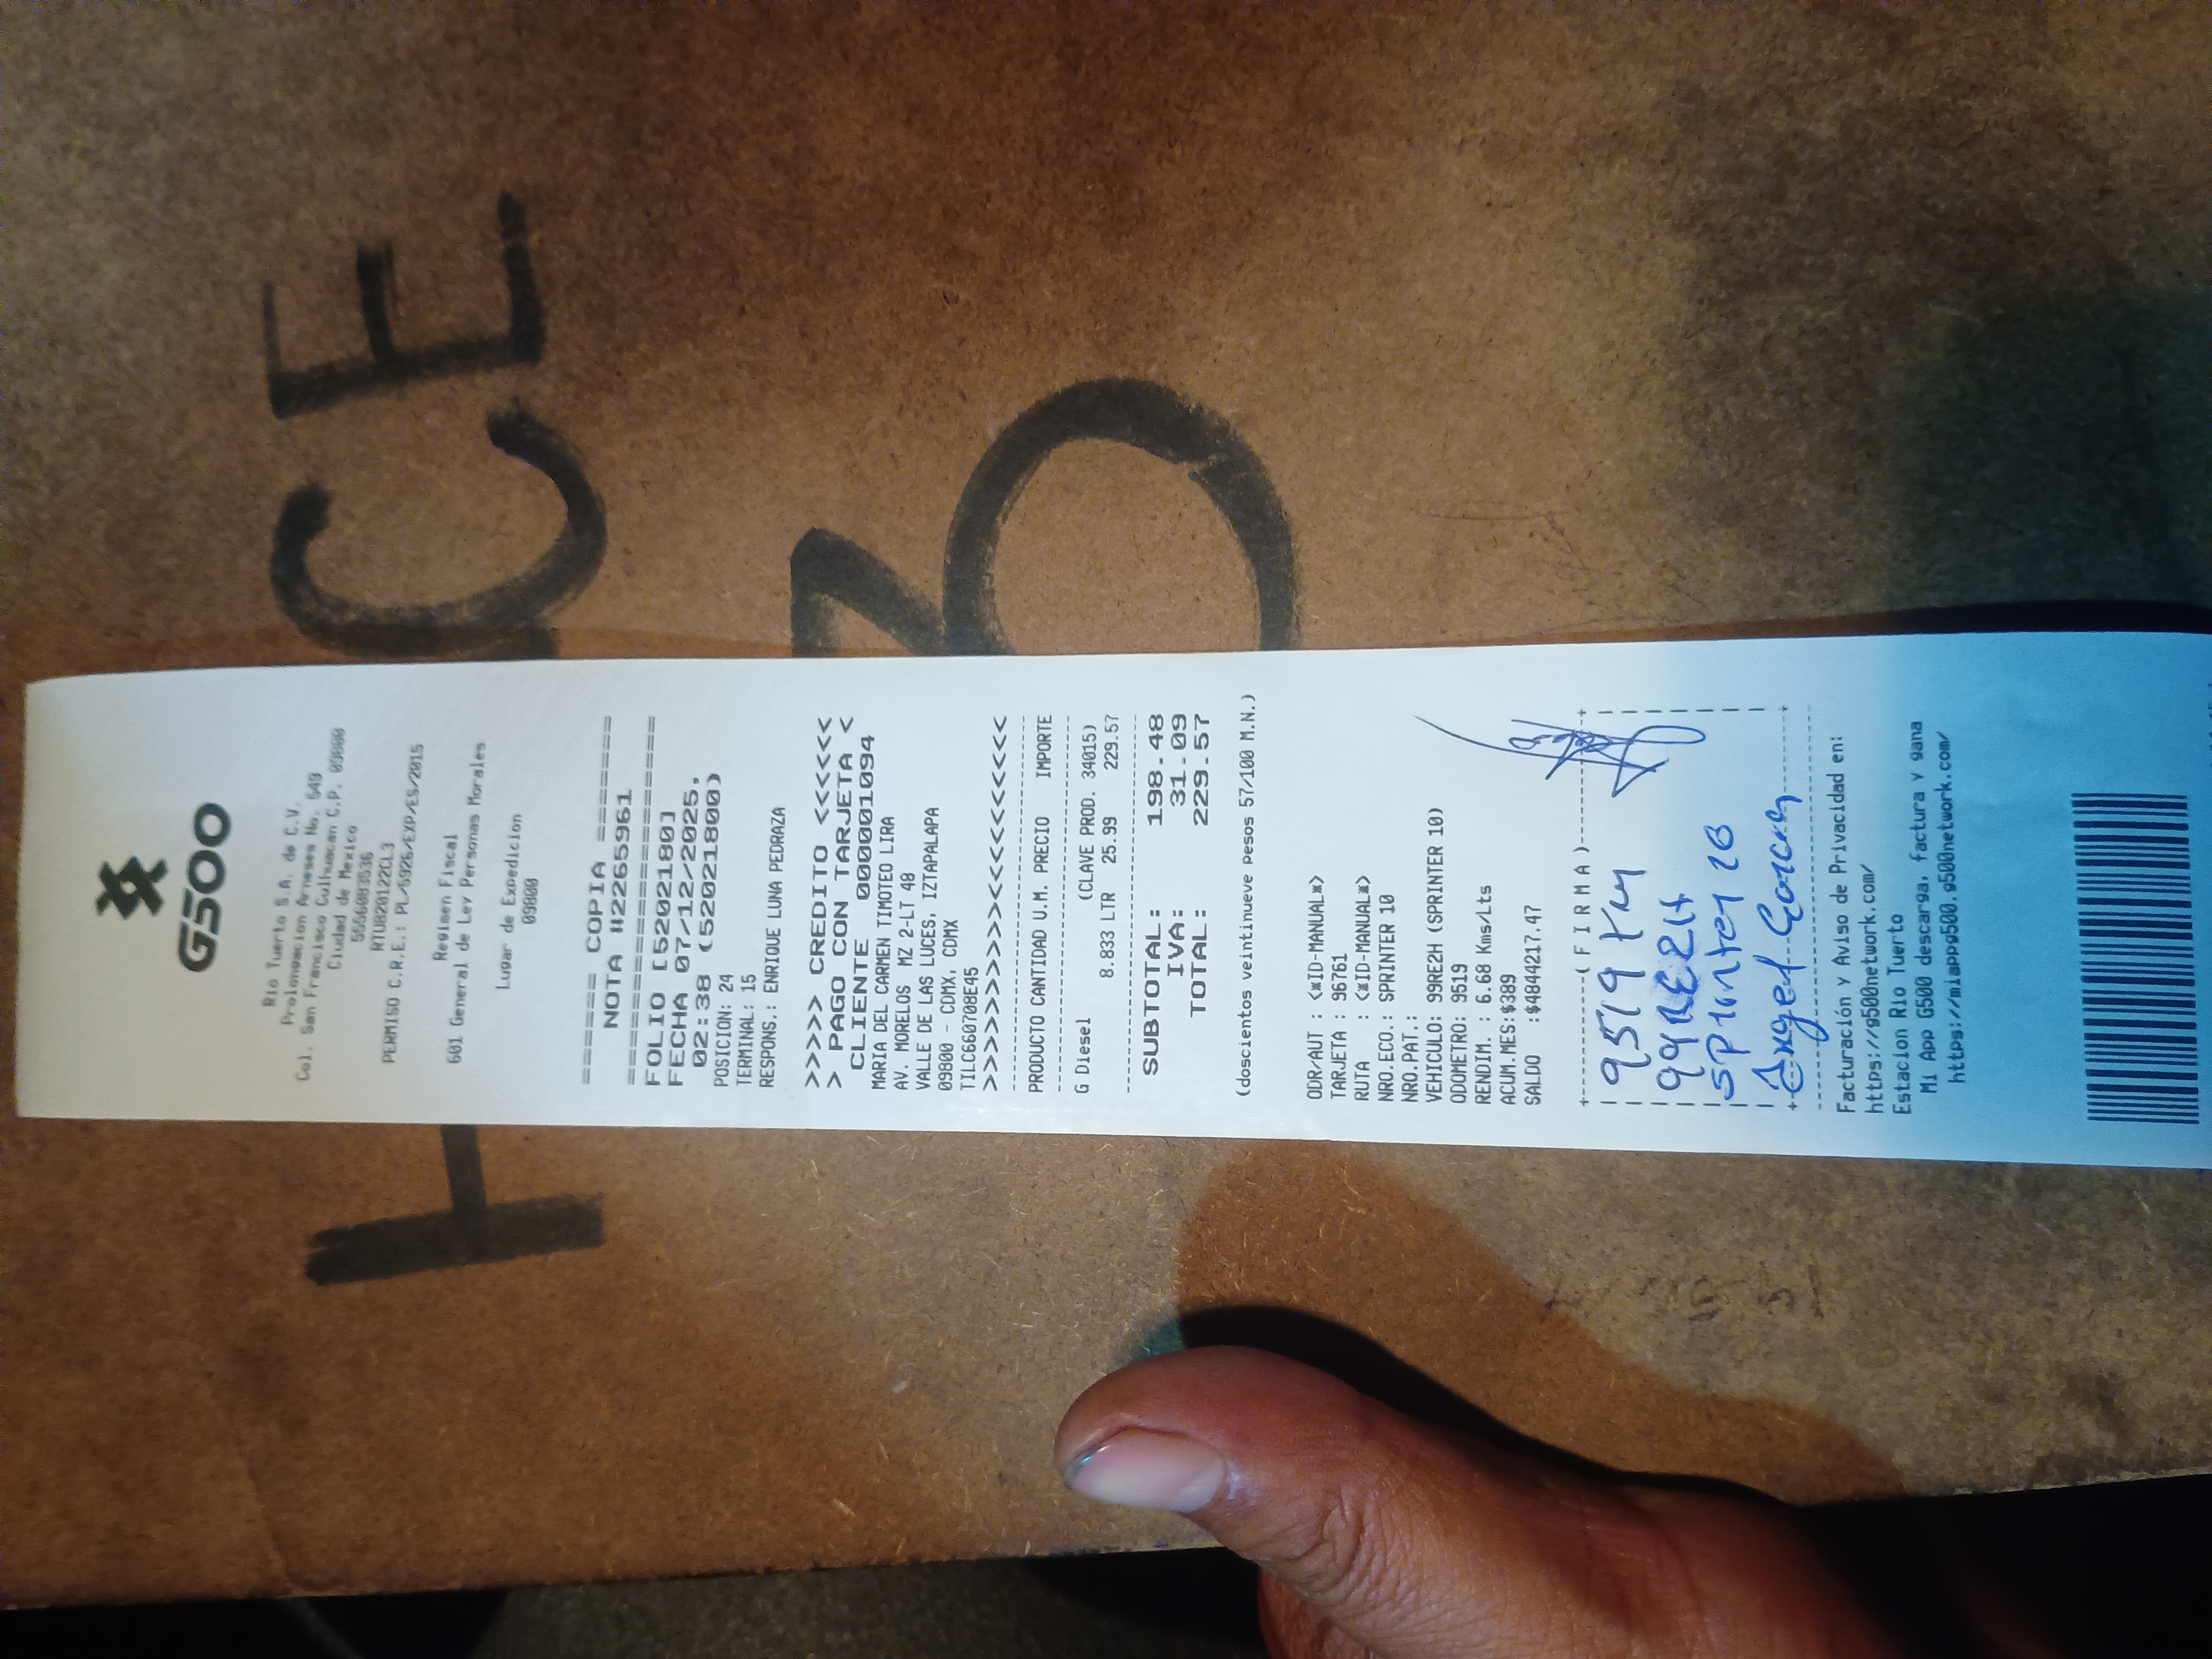 G500
Rio Tuerto S.A. de C.V.
Prolongacion Arneses No. 549
Col. San Francisco Culhuacan C.P. 09800
Ciudad de Mexico
5556083536
RTU820122CL3
PERMISO C.R.E.: PL/5926/EXP/ES/2015
Regimen Fiscal
601 General de Ley Personas Morales
Lugar de Expedicion
09800
====== COPIA ======
NOTA #2265961
===================
FOLIO [5202180]
FECHA 07/12/2025,
02:38 (520218000)
POSICION: 24
TERMINAL: 15
RESPONS.: ENRIQUE LUNA PEDRAZA
>>>>> CREDITO <<<<<<
> PAGO CON TARJETA <
CLIENTE 0000001094
MARIA DEL CARMEN TIMOTEO LIRA
AV. MORELOS MZ 2-LT 48
VALLE DE LAS LUCES, IZTAPALAPA
09800 - CDMX, CDMX
TILC660708E45
>>>>>>>>>><<<<<<<<<<
PRODUCTO CANTIDAD U.M. PRECIO IMPORTE
G Diesel (CLAVE PROD. 34015)
8.833 LTR 25.99 229.57
SUBTOTAL: 198.48
IVA: 31.09
TOTAL: 229.57
(doscientos veintinueve pesos 57/100 M.N.)
ODR/AUT : <*ID-MANUAL*>
TARJETA : 96761
RUTA : <*ID-MANUAL*>
NRO.ECO.: SPRINTER 10
NRO.PAT.:
VEHICULO: 99RE2H (SPRINTER 10)
ODOMETRO: 9519
RENDIM. : 6.68 Kms/Lts
ACUM.MES:$389
SALDO :$4844217.47
+--------(F I R M A)--------+
9519 Km
99RE2H
SPrinter 10
Angel Garcia
Facturación y Aviso de Privacidad en:
https://g500network.com/
Estacion Rio Tuerto
Mi App G500 descarga, factura y gana
https://miappg500.g500network.com/